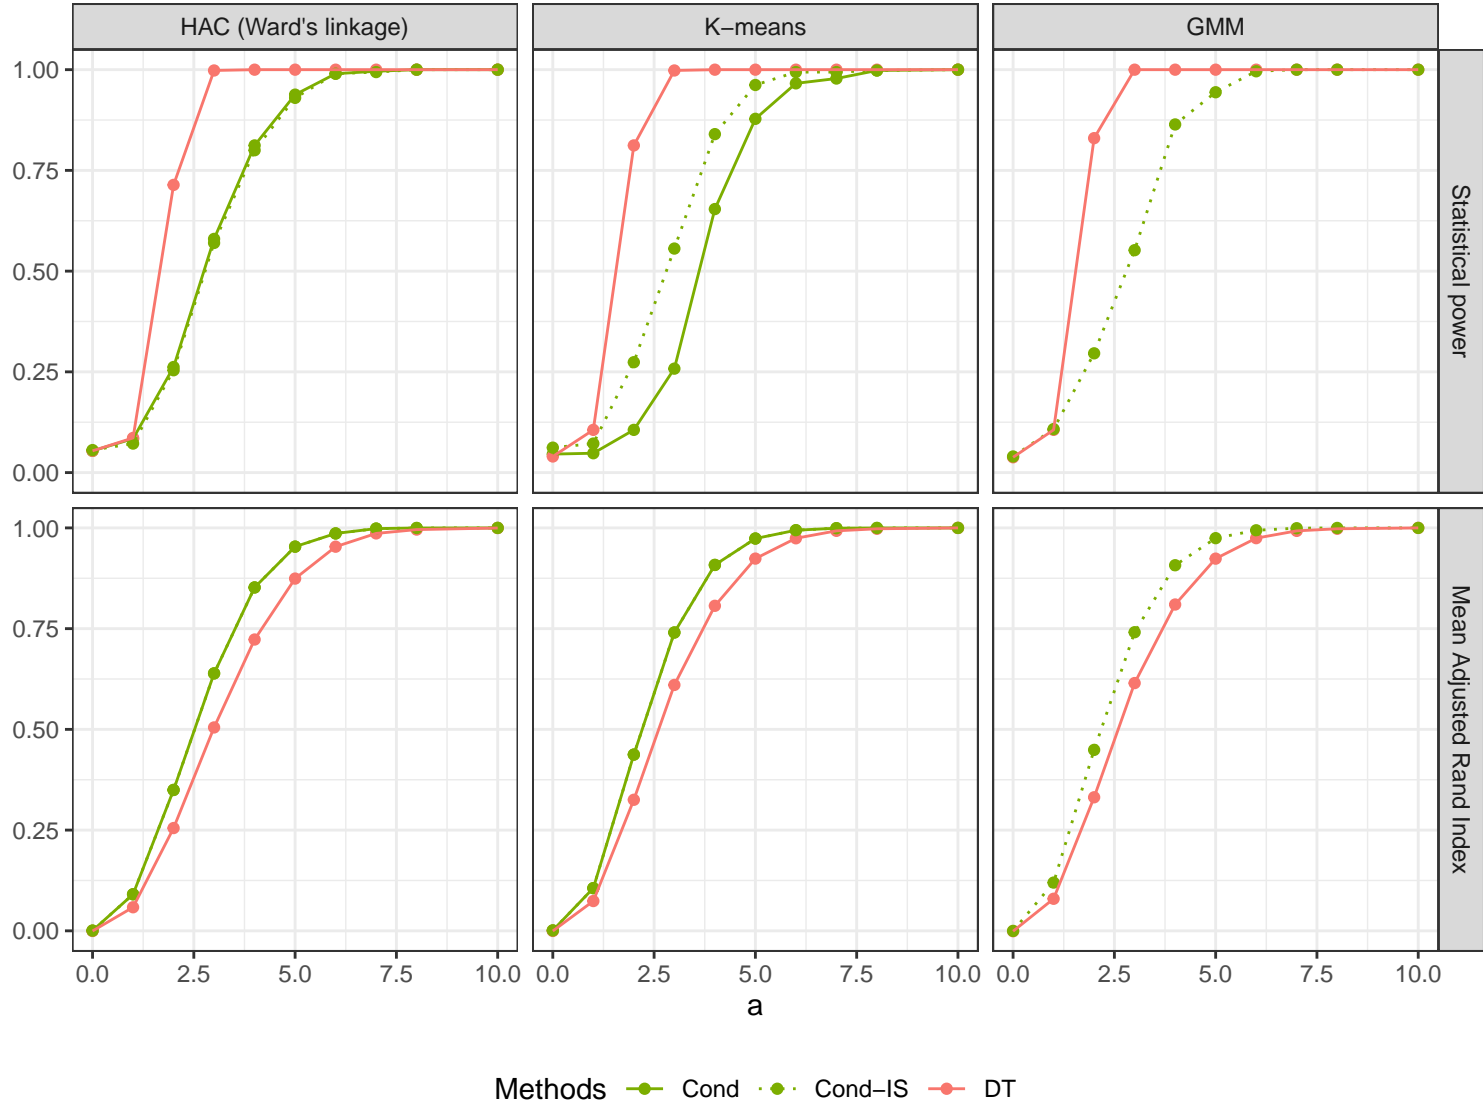 HAC (Ward's linkage)
K−means
GMM
1.00
0.75
0.50
0.25
0.00
Statistical power
1.00
0.75
0.50
0.25
0.00
Mean Adjusted Rand Index
0.0 2.5 5.0 7.5 10.0
0.0 2.5 5.0 7.5 10.0
0.0 2.5 5.0 7.5 10.0
a
Methods Cond Cond−IS DT